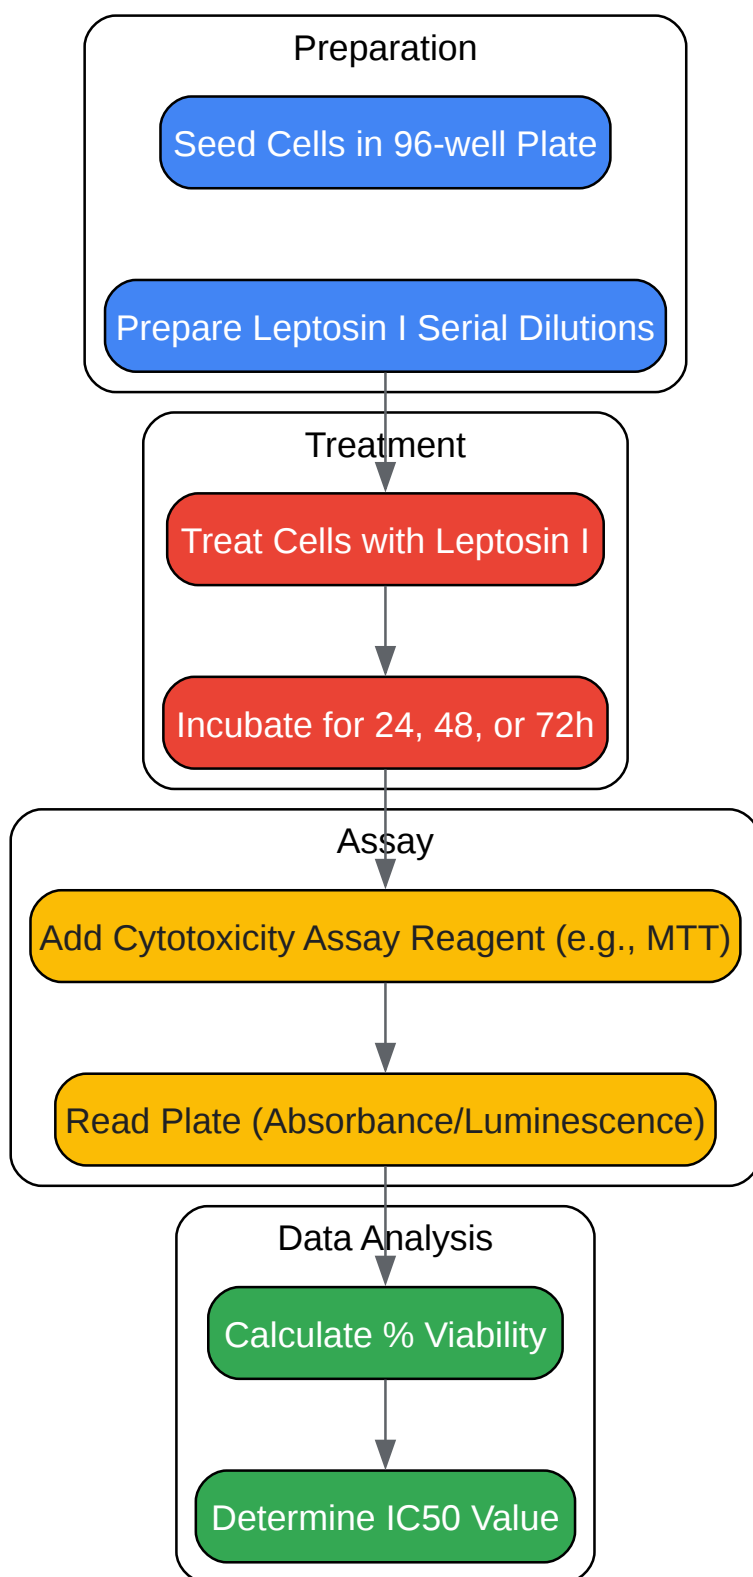 Preparation
Seed Cells in 96-well Plate
Prepare Leptosin I Serial Dilutions
Treatment
Treat Cells with Leptosin I
Incubate for 24, 48, or 72h
Assay
Add Cytotoxicity Assay Reagent (e.g., MTT)
Read Plate (Absorbance/Luminescence)
Data Analysis
Calculate % Viability
Determine IC50 Value